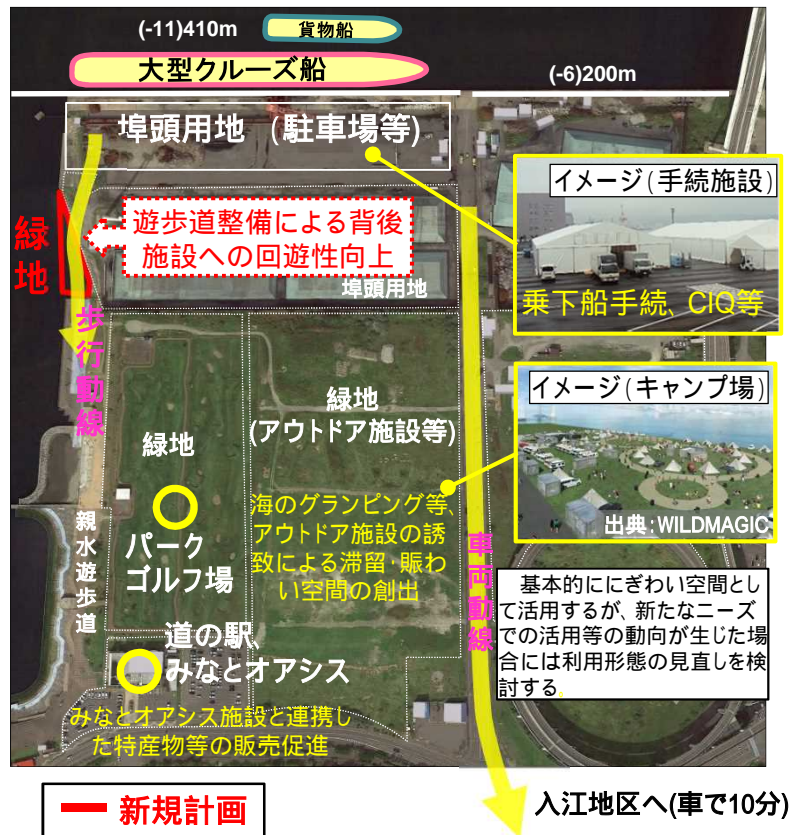 (-11)410m
貨物船
大型クルーズ船
(-6)200m
埠頭用地 (駐車場等)
イメージ(手続施設)
乗下船手続、CIQ等
緑地
遊歩道整備による背後
施設への回遊性向上
埠頭用地
歩行動線
イメージ(キャンプ場)
出典:WILDMAGIC
緑地
(アウトドア施設等)
緑地
海のグランピング等、
アウトドア施設の誘
致による滞留・賑わ
い空間の創出
パーク
ゴルフ場
親水遊歩道
車両動線
基本的ににぎわい空間とし
て活用するが、新たなニーズ
での活用等の動向が生じた場
合には利用形態の見直しを検
討する。
道の駅、
みなとオアシス
みなとオアシス施設と連携し
た特産物等の販売促進
新規計画
入江地区へ(車で10分)